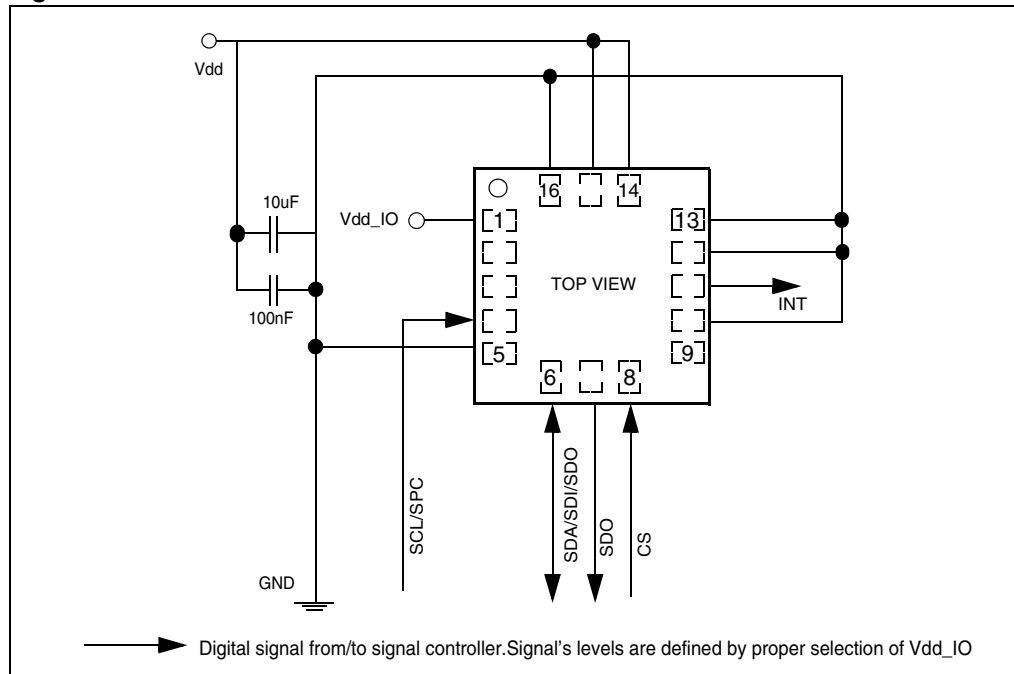 Vdd
10uF
100nF
Vdd_IO
16
14
1
13
TOP VIEW
INT
5
9
6
8
SCL/SPC
SDA/SDI/SDO
SDO
CS
GND
Digital signal from/to signal controller.Signal's levels are defined by proper selection of Vdd_IO